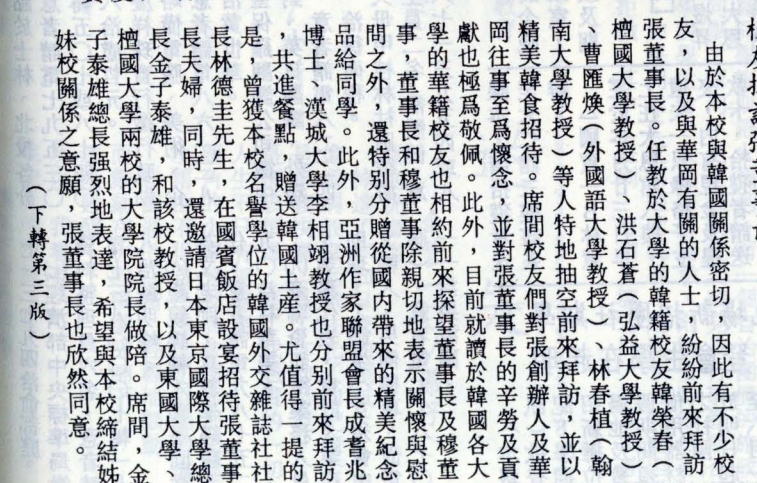 由於本校與韓國關係密切，因此有不少校
友，以及與華岡有關的人士，紛紛前來拜訪
張董事長。任教於大學的韓籍校友韓榮春（
檀國大學教授）、洪石蒼（弘益大學教授）
、曹匯煥（外國語大學教授）、林春植（翰
南大學教授）等人特地抽空前來拜訪，並以
精美韓食招待。席間校友們對張創辦人及華
岡往事至爲懷念，並對張董事長的辛勞及貢
獻也極爲敬佩。此外，目前就讀於韓國各大
學的華籍校友也相約前來探望董事長及穆董
事，董事長和穆董事除親切地表示關懷與慰
問之外，還特別分贈從國內帶來的精美紀念
品給同學。此外，亞洲作家聯盟會長成耆兆
博士、漢城大學李相翊教授也分別前來拜訪
，共進餐點，贈送韓國土産。尤值得一提的
是，曾獲本校名譽學位的韓國外交雜誌社社
長林德圭先生，在國賓飯店設宴招待張董事
長夫婦，同時，還邀請日本東京國際大學總
長金子泰雄，和該校教授，以及東國大學、
檀國大學兩校的大學院院長做陪。席間，金
子泰雄總長强烈地表達，希望與本校締結姊
妹校關係之意願，張董事長也欣然同意。
（下轉第三版）